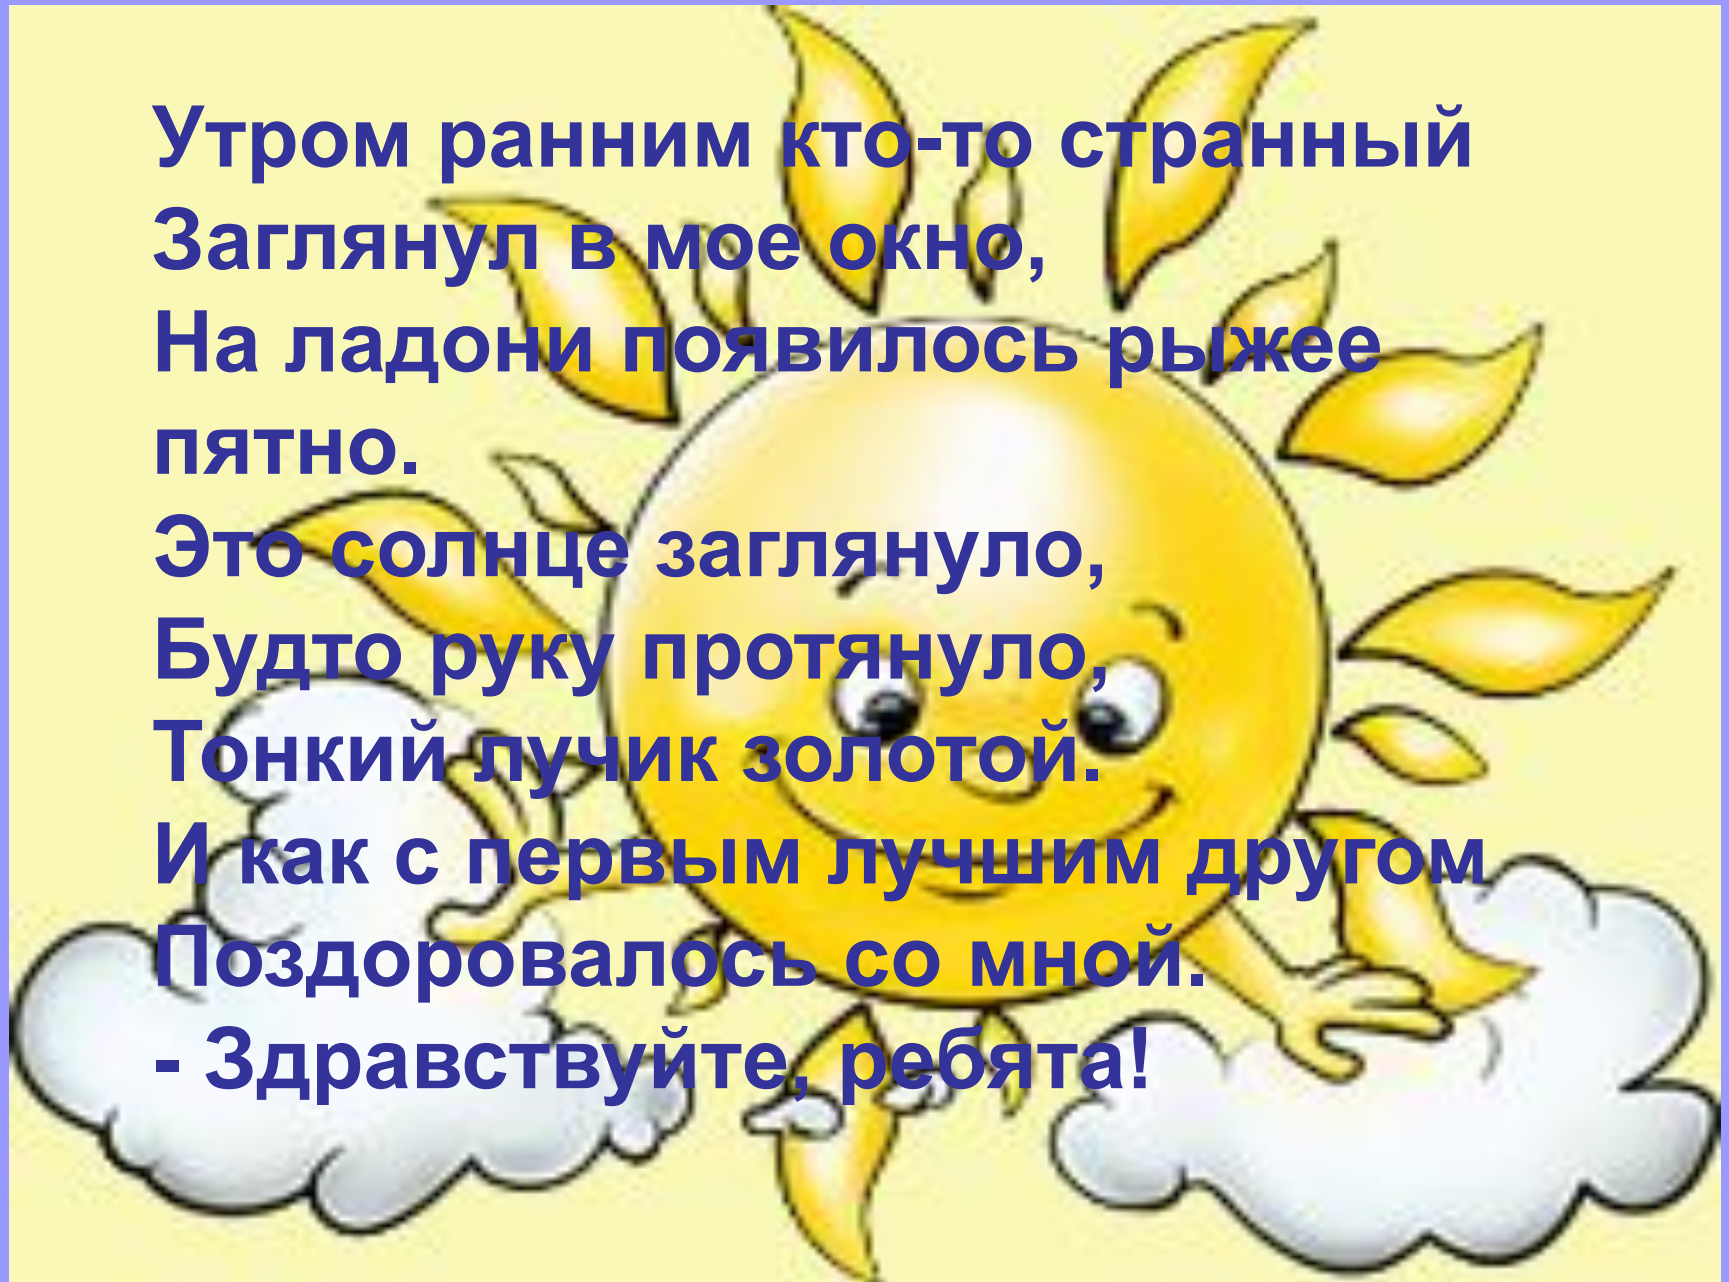 Утром ранним кто-то странный
Заглянул в мое окно,
На ладони появилось рыжее
пятно.
Это солнце заглянуло,
Будто руку протянуло,
Тонкий лучик золотой.
И как с первым лучшим другом
Поздоровалось со мной.
- Здравствуйте, ребята!